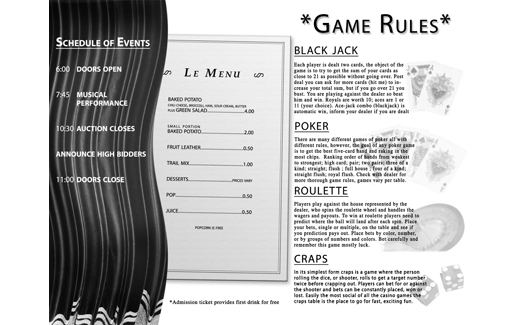 SCHEDULE OF EVENTS
6:00 DOORS OPEN
7:45 MUSICAL
PERFORMANCE
10:30 AUCTION CLOSES
ANNOUNCE HIGH BIDDERS
11:00 DOORS CLOSE
LE MENU
BAKED POTATO
CHILI CHEESE, BROCCOLI, HAM, SOUR CREAM, BUTTER
PLUS GREEN SALAD 4.00
SMALL PORTION
BAKED POTATO 2.00
FRUIT LEATHER 0.50
TRAIL MIX 1.00
DESSERTS PRICES VARY
POP 0.50
JUICE 0.50
POPCORN IS FREE
*Admission ticket provides first drink for free
*GAME RULES*
BLACK JACK
Each player is dealt two cards, the object of the
game is to try to get the sum of your cards as
close to 21 as possible without going over. Your
deal you can ask for more cards (hit me) to in-
crease your total sum, but if you go over 21 you
bust. You are playing against the dealer so beat
him and win. Royals are worth 10; aces are 1 or
11 (your choice). Ace-jack combo (blackjack) is
automatic win, inform your dealer if you are dealt
POKER
There are many different games of poker all with
different rules, however, the goal of any poker game
is to get the best five-card hand and raking in the
most chips. Ranking order of hands from weakest
to strongest; high card; pair; two pairs; three of a
kind; straight; flush; full house; four of a kind;
straight flush; royal flush. Check with dealer for
more thorough game rules, games vary per table.
ROULETTE
Players play against the house represented by the
dealer, who spins the roulette wheel and handles the
wagers and payouts. To win at roulette players need to
predict where the ball will land after each spin. Place
your bets, single or multiple, on the table and see if
you prediction pays out. Place bets by color, number,
or by groups of numbers and colors. Bet carefully and
remember this game mostly luck.
CRAPS
In its simplest form craps is a game where the person
rolling the dice, or shooter, rolls to get a target number
twice before crapping out. Players can bet for or against
the shooter and bets can be constantly placed, won or
lost. Easily the most social of all the casino games the
craps table is the place to go for fast, exciting fun.